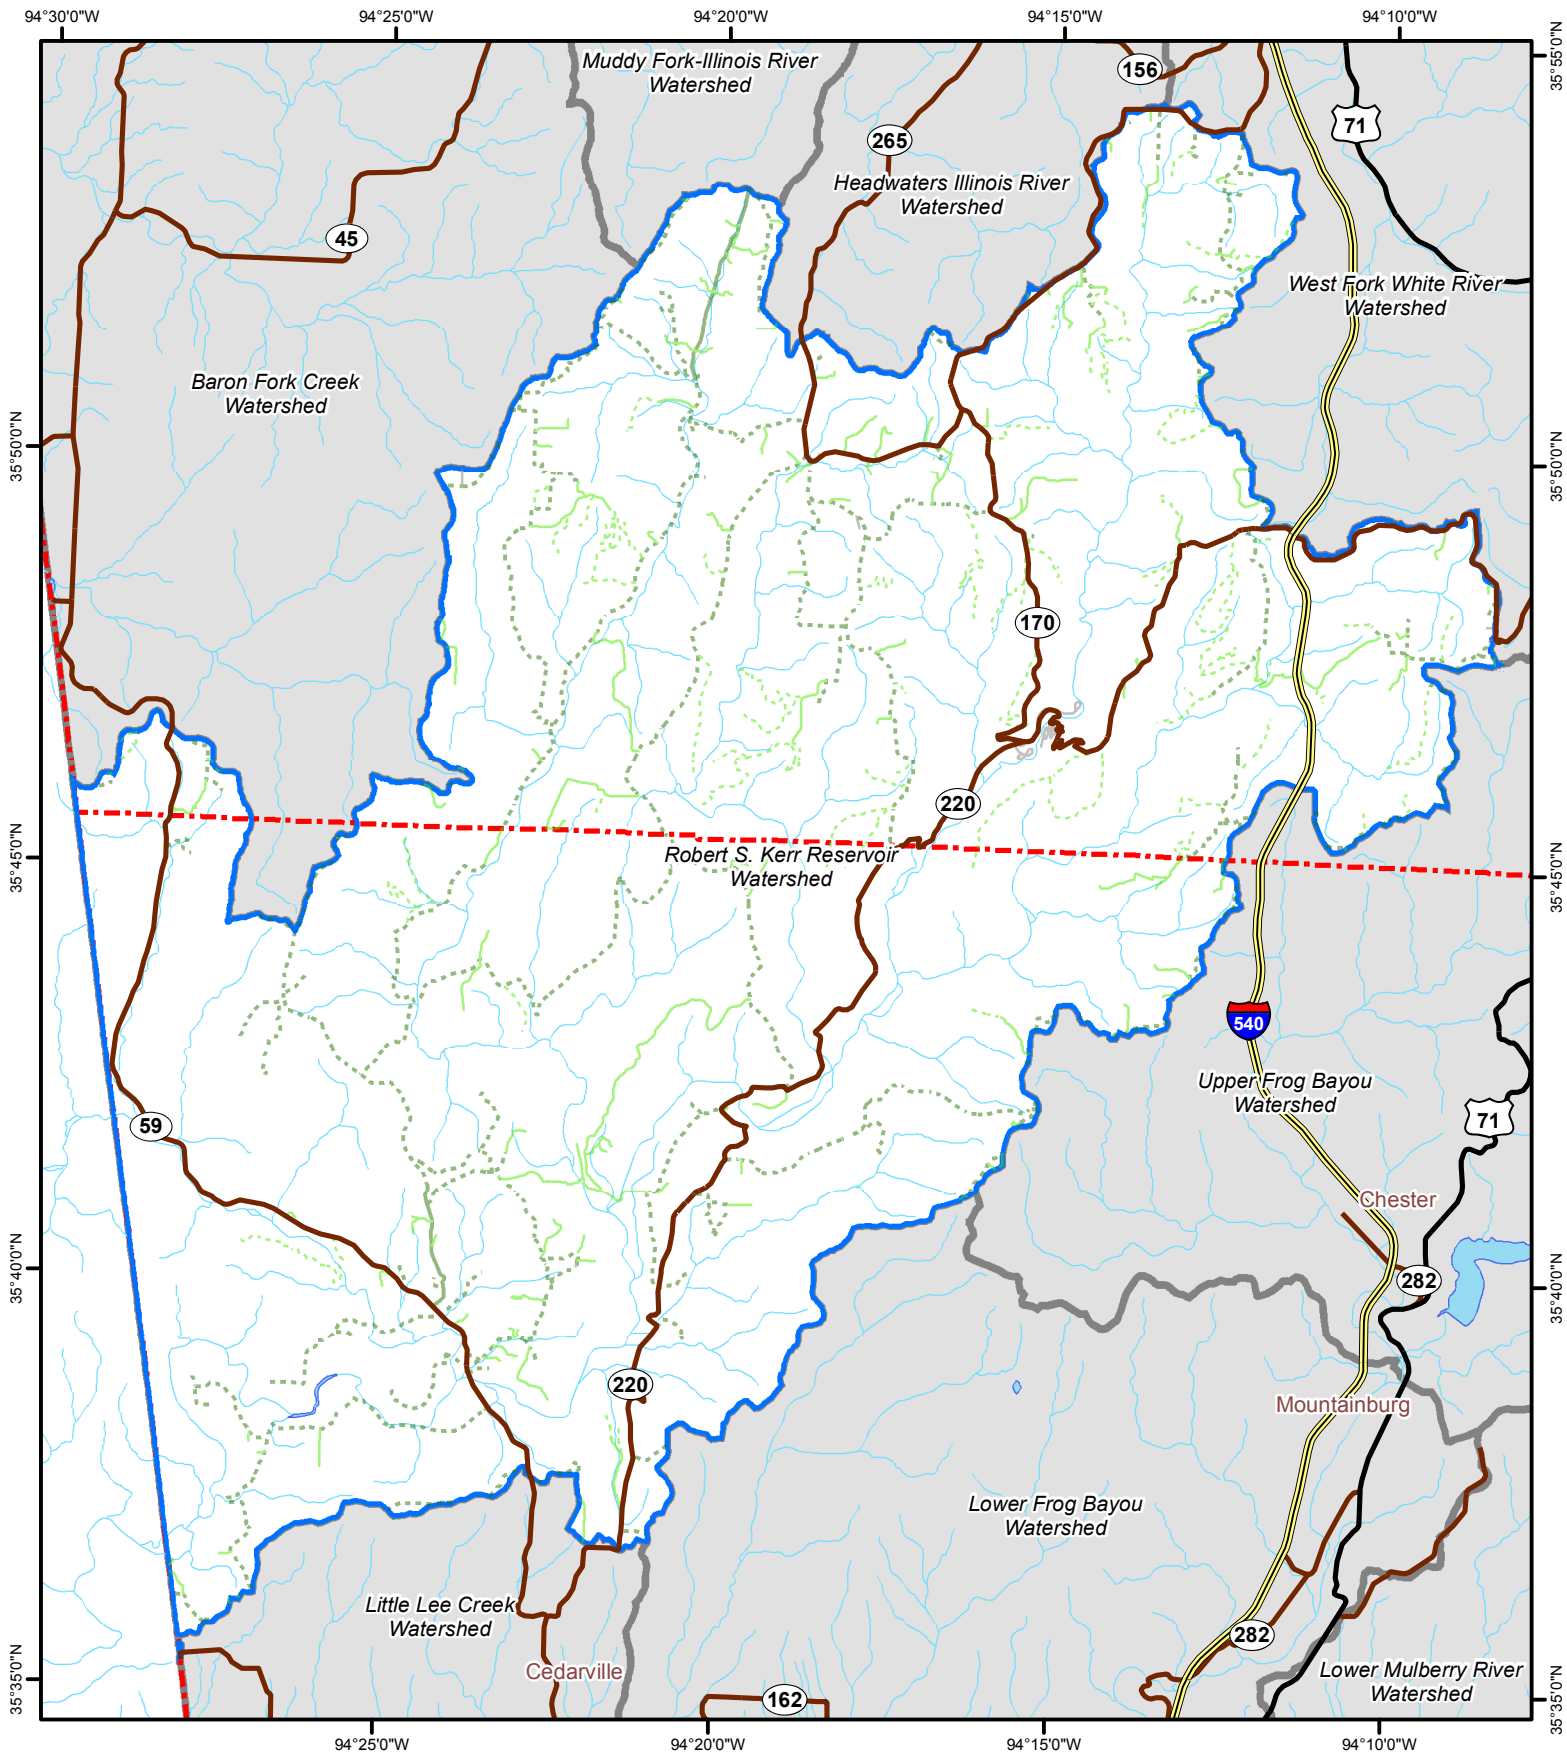 94°30'0"W
94°25'0"W
94°20'0"W
94°15'0"W
94°10'0"W
35°55'0"N
Muddy Fork-Illinois River
Watershed
156
71
265
Headwaters Illinois River
Watershed
45
West Fork White River
Watershed
Baron Fork Creek
Watershed
35°50'0"N
35°50'0"N
170
220
Robert S. Kerr Reservoir
Watershed
35°45'0"N
35°45'0"N
540
Upper Frog Bayou
Watershed
71
59
Chester
282
35°40'0"N
35°40'0"N
220
Mountainburg
Lower Frog Bayou
Watershed
Little Lee Creek
Watershed
282
Cedarville
Lower Mulberry River
Watershed
162
35°35'0"N
35°35'0"N
94°25'0"W
94°20'0"W
94°15'0"W
94°10'0"W